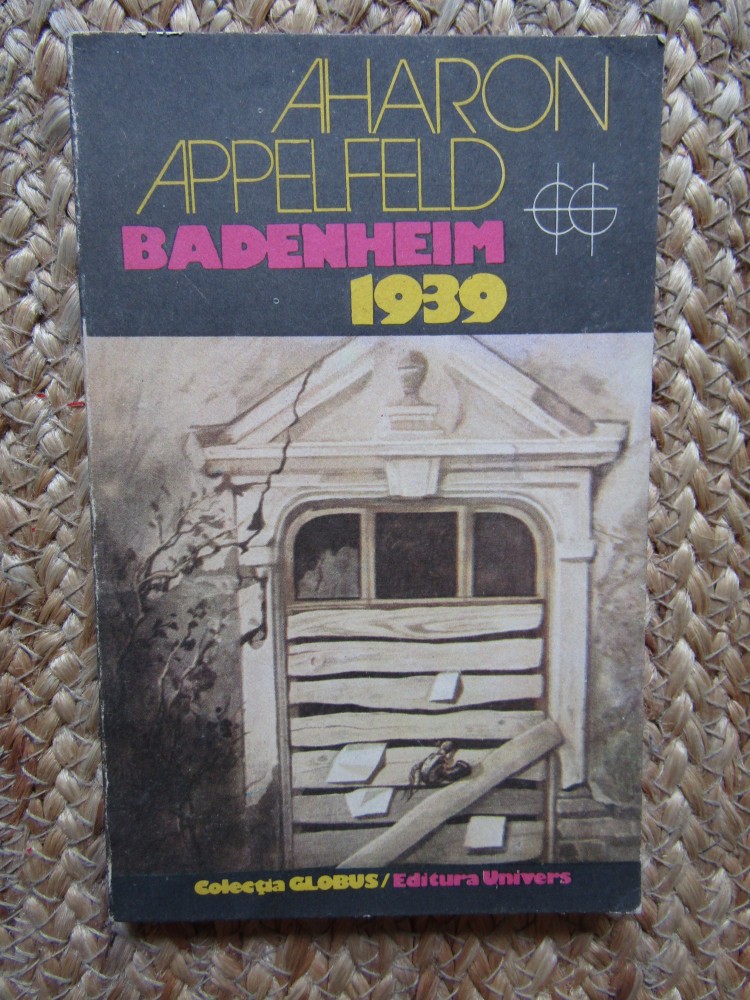 AHARON
APPELFELD
BADENHEIM
1939
Colecția GLOBUS/Editura Univers